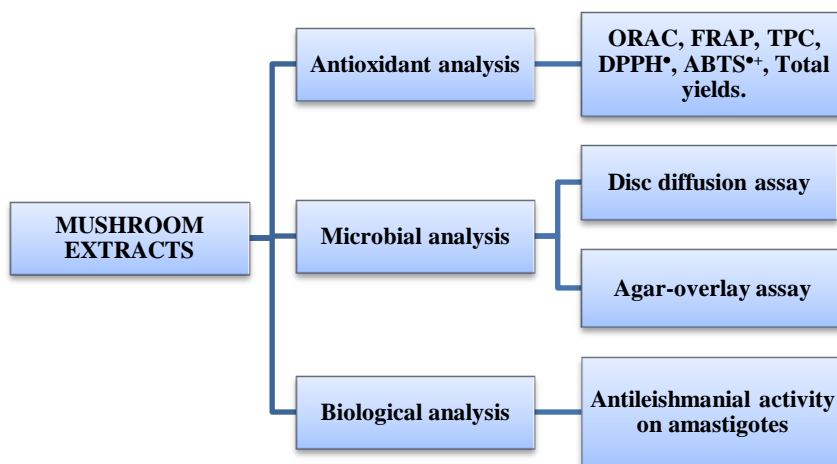 MUSHROOM
EXTRACTS
Antioxidant analysis
ORAC, FRAP, TPC,
DPPH•, ABTS•+, Total
yields.
Microbial analysis
Disc diffusion assay
Agar-overlay assay
Biological analysis
Antileishmanial activity
on amastigotes